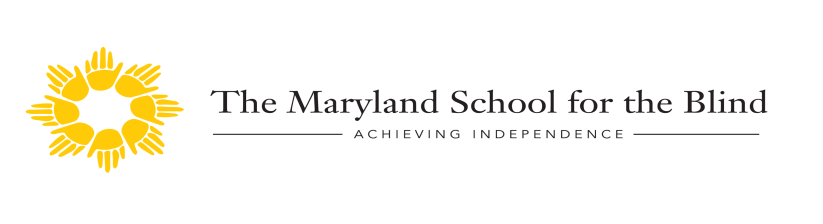 The Maryland School for the Blind
ACHIEVING INDEPENDENCE